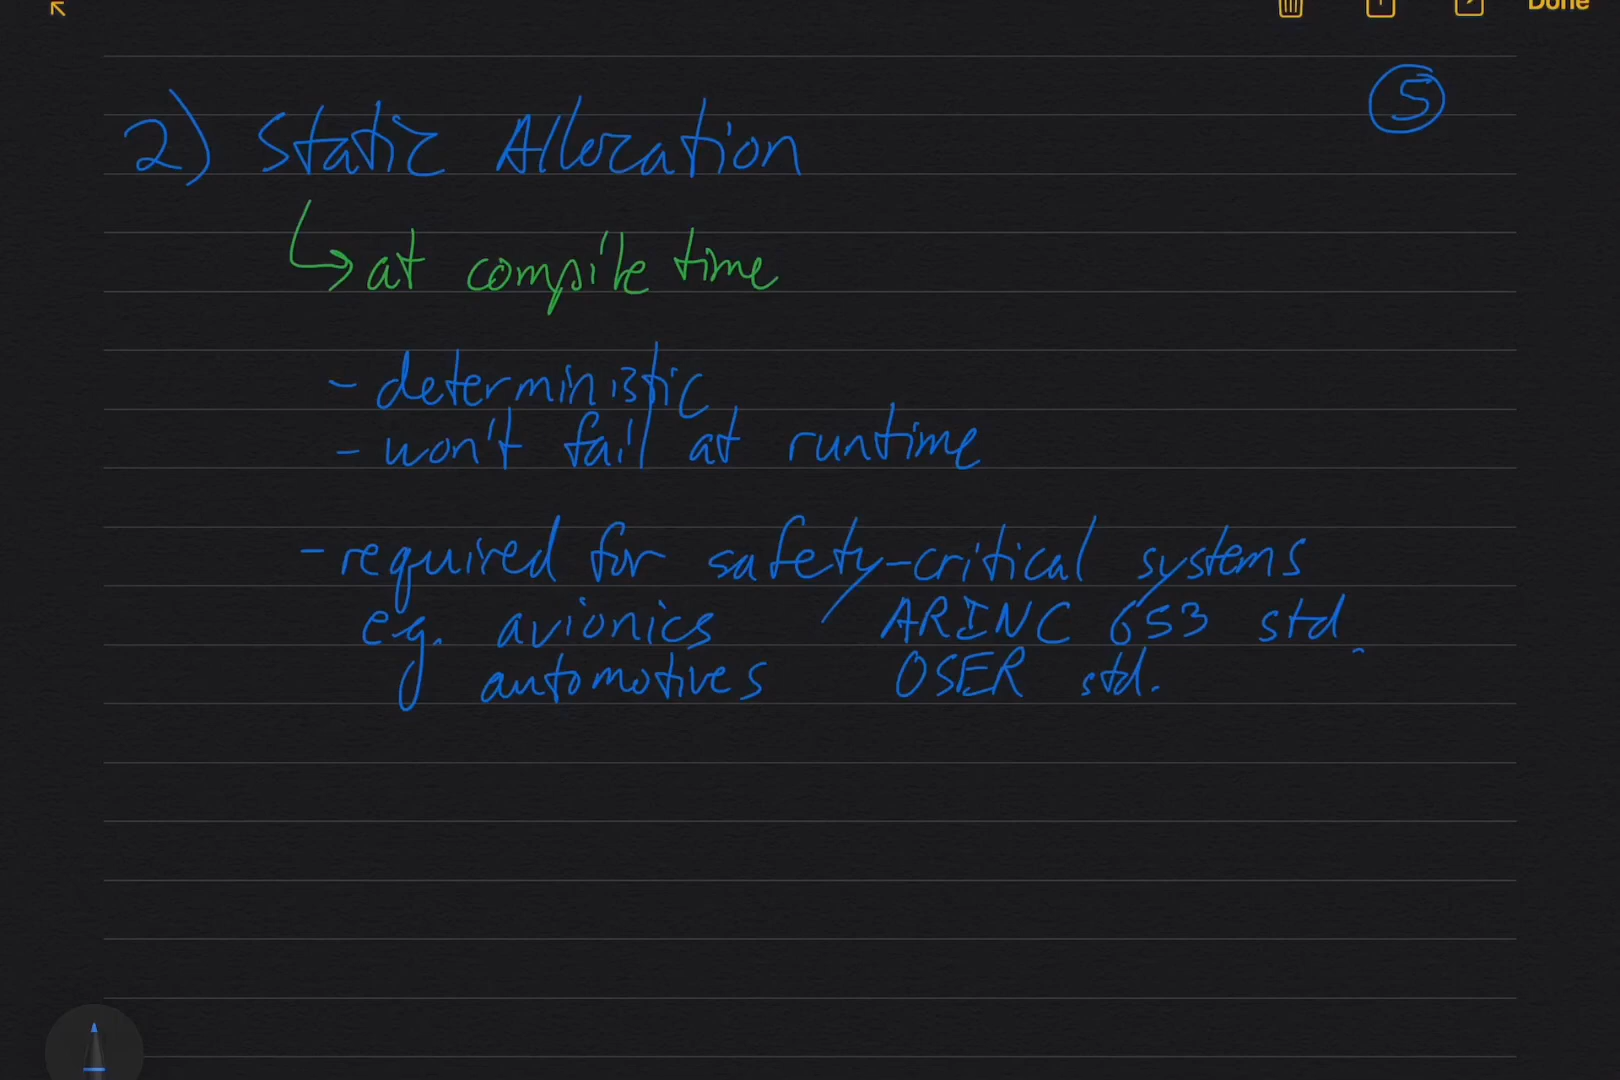 Done
5
2) Static Allocation
↳ at compile time
- deterministic
- won't fail at runtime
- required for safety-critical systems
e.g. avionics ARINC 653 std.
automotives OSER std.